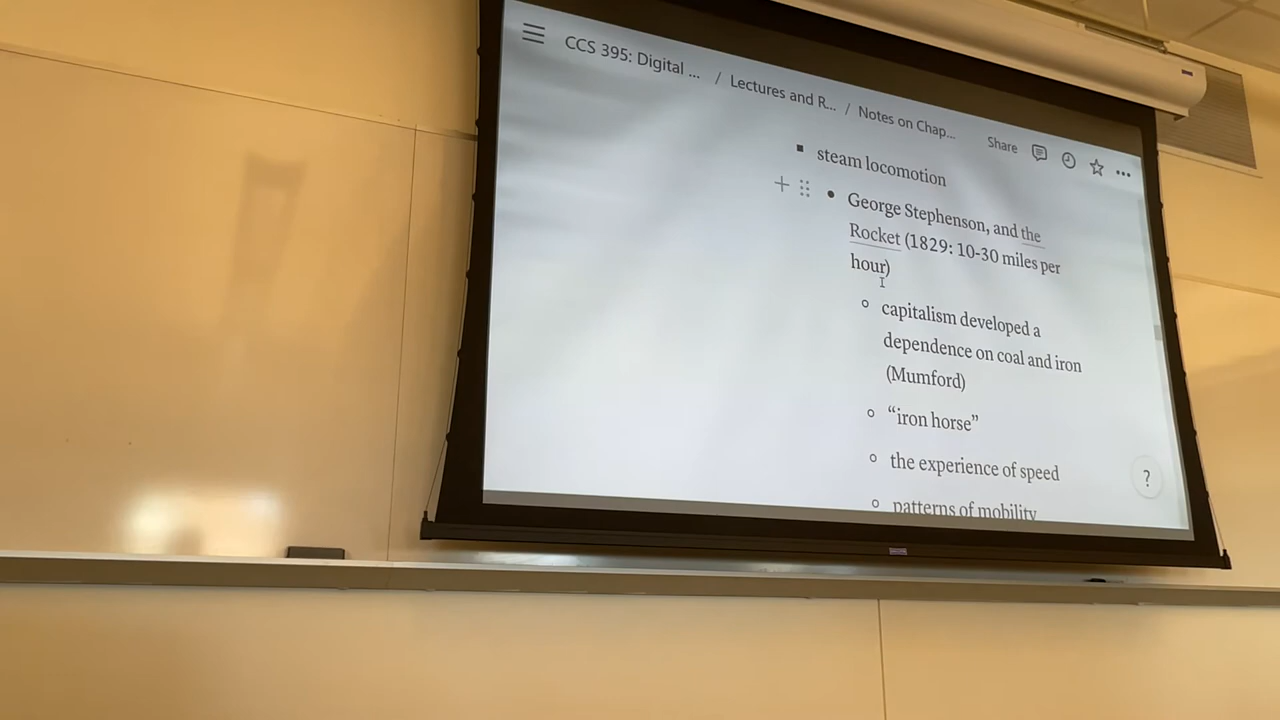 CCS 395: Digital ... / Lectures and R... / Notes on Chap... Share
steam locomotion
George Stephenson, and the
Rocket (1829: 10-30 miles per
hour)
capitalism developed a
dependence on coal and iron
(Mumford)
“iron horse”
the experience of speed
patterns of mobility
?